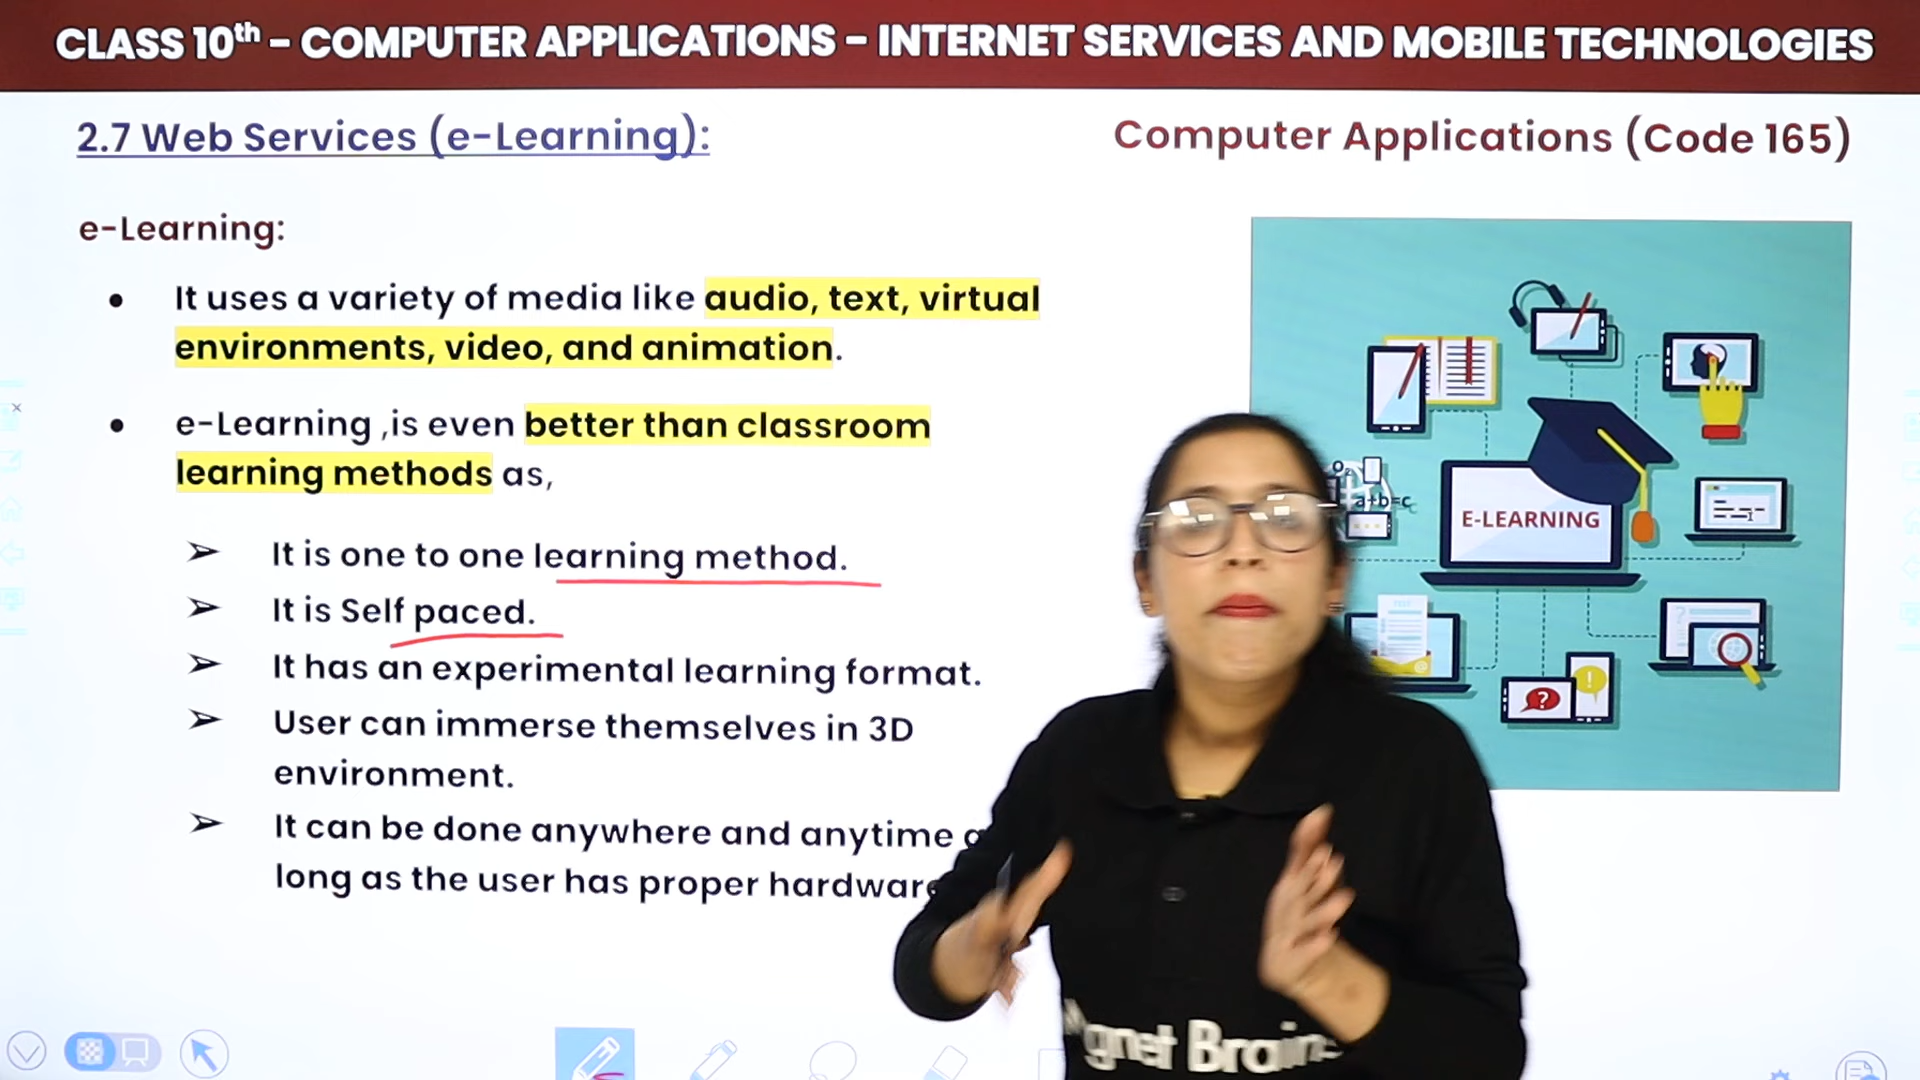 CLASS 10th – COMPUTER APPLICATIONS – INTERNET SERVICES AND MOBILE TECHNOLOGIES
2.7 Web Services (e-Learning):
Computer Applications (Code 165)
e-Learning:
• It uses a variety of media like audio, text, virtual
environments, video, and animation.
• e-Learning ,is even better than classroom
learning methods as,
➢ It is one to one learning method.
➢ It is Self paced.
➢ It has an experimental learning format.
➢ User can immerse themselves in 3D
environment.
➢ It can be done anywhere and anytime
long as the user has proper hardware
E-LEARNING
a+b=c
TEXT
@
?
!
gnet Brains